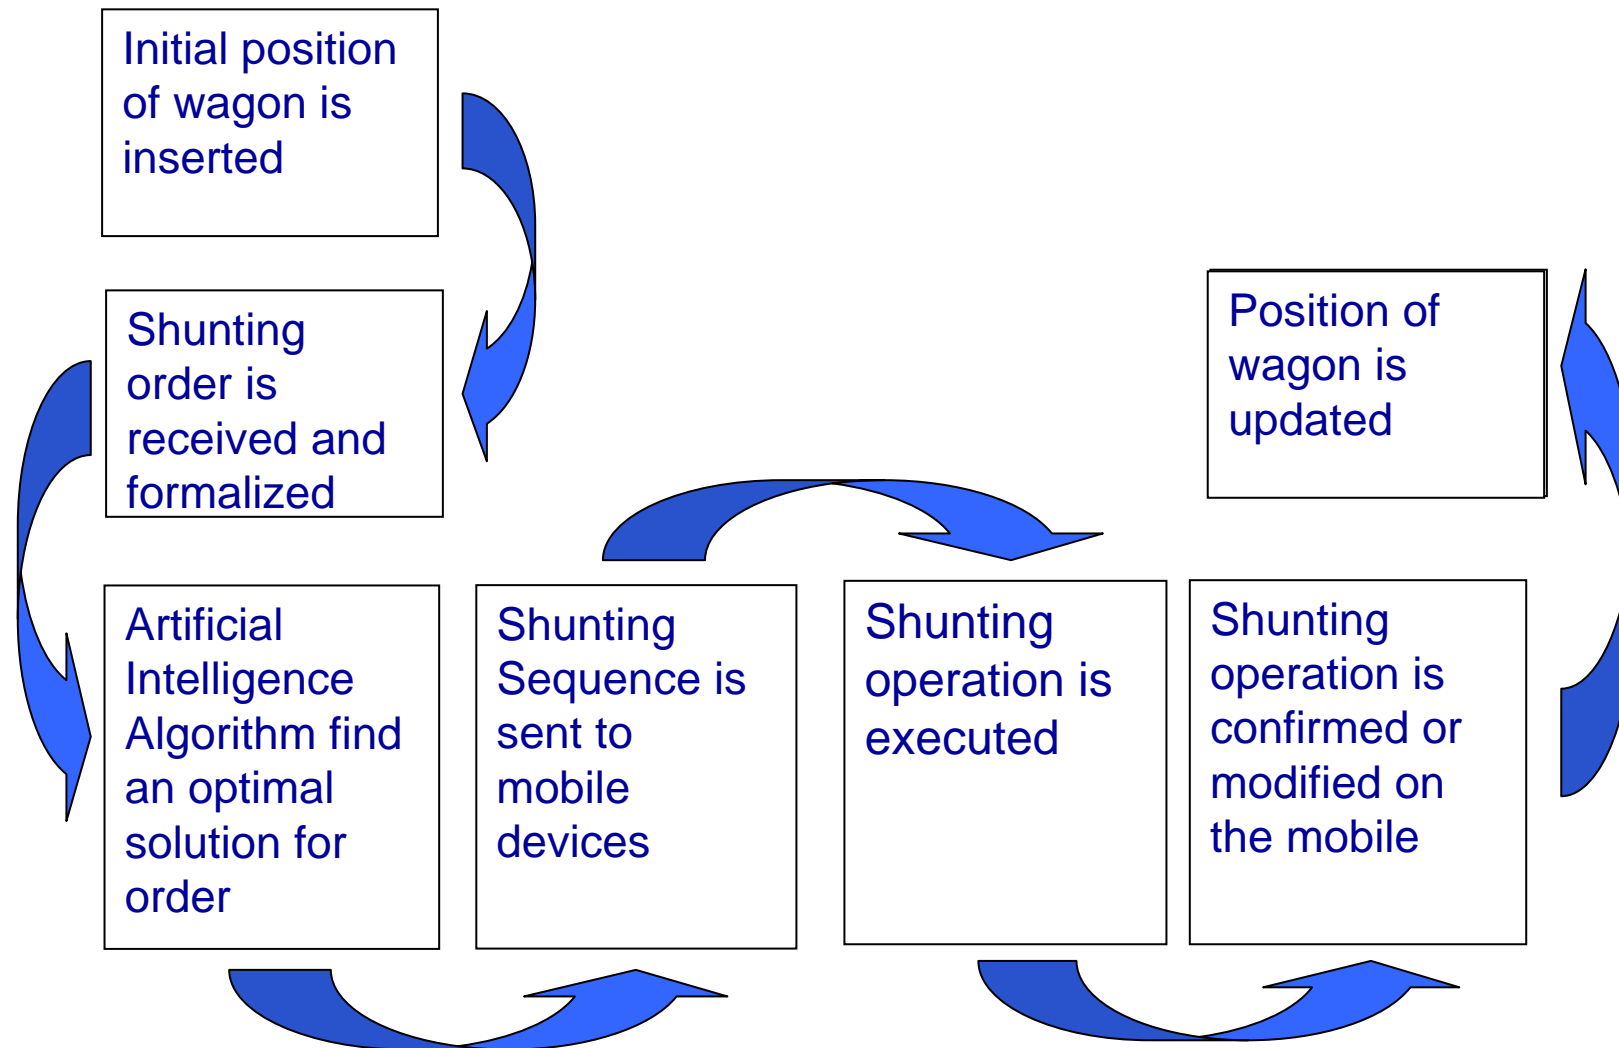 Initial position
of wagon is
inserted
Shunting
order is
received and
formalized
Artificial
Intelligence
Algorithm find
an optimal
solution for
order
Shunting
Sequence is
sent to
mobile
devices
Shunting
operation is
executed
Shunting
operation is
confirmed or
modified on
the mobile
Position of
wagon is
updated